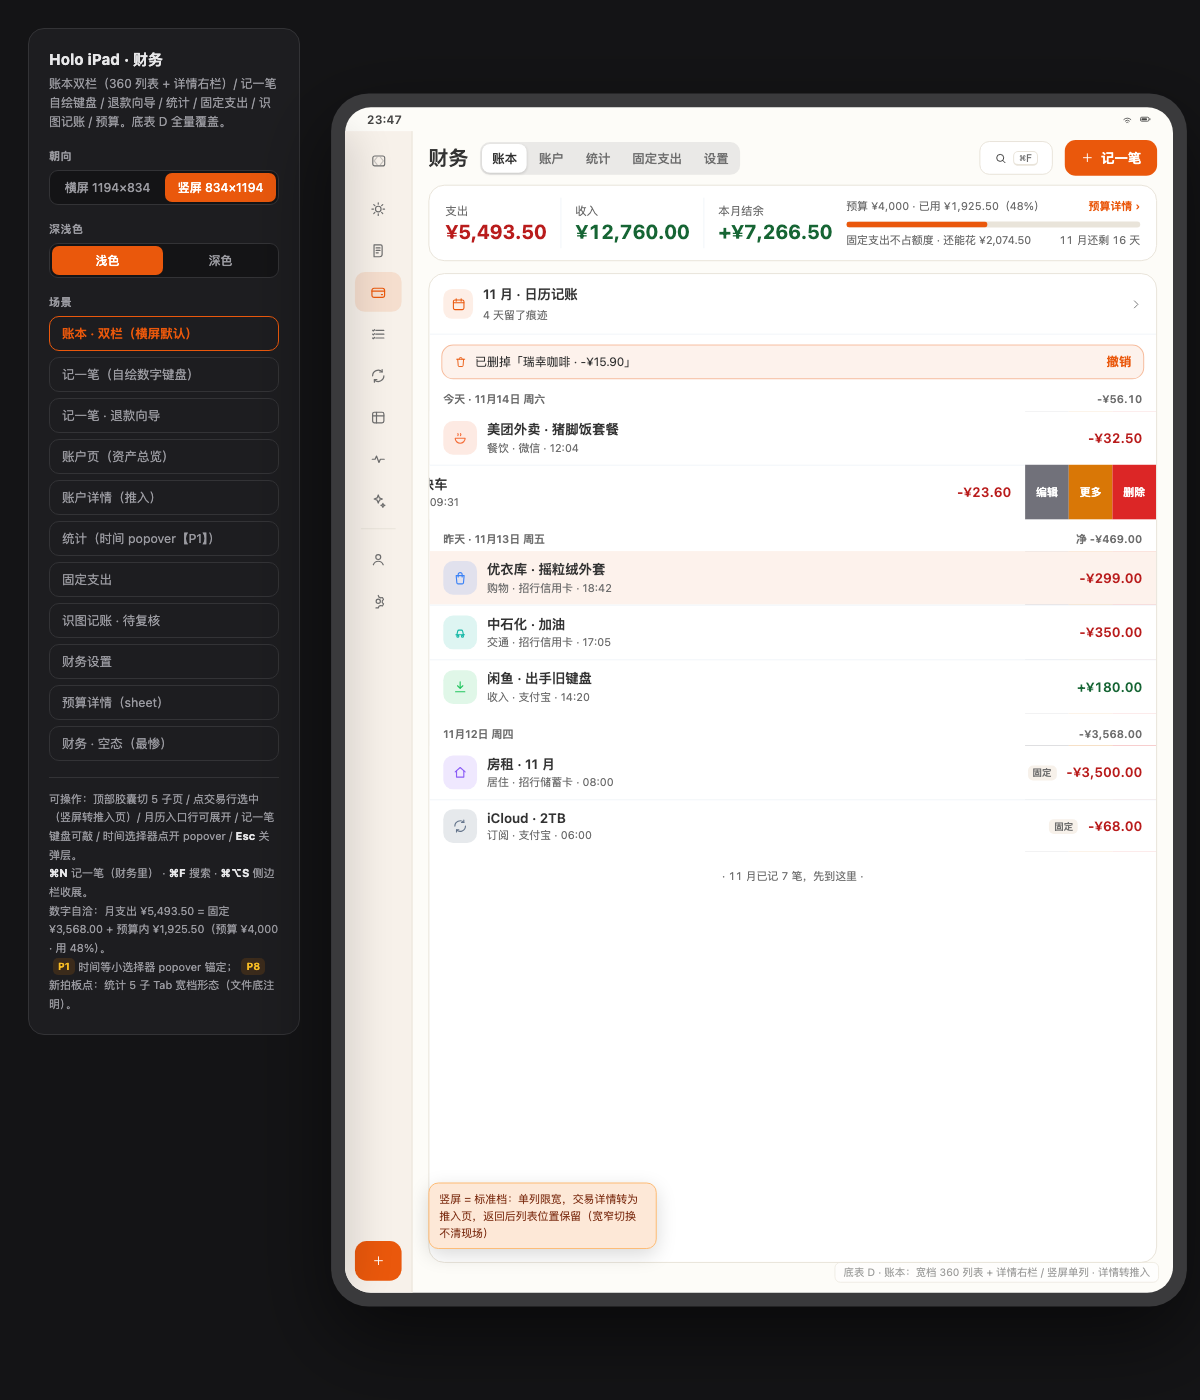 Holo iPad · 财务
账本双栏（360 列表 + 详情右栏）/ 记一笔
自绘键盘 / 退款向导 / 统计 / 固定支出 / 识
图记账 / 预算。底表 D 全量覆盖。
朝向
横屏 1194×834
竖屏 834×1194
深浅色
浅色
深色
场景
账本 · 双栏（横屏默认）
记一笔（自绘数字键盘）
记一笔 · 退款向导
账户页（资产总览）
账户详情（推入）
统计（时间 popover【P1】）
固定支出
识图记账 · 待复核
财务设置
预算详情（sheet）
财务 · 空态（最惨）
可操作：顶部胶囊切 5 子页 / 点交易行选中
（竖屏转推入页）/ 月历入口行可展开 / 记一笔
键盘可敲 / 时间选择器点开 popover / Esc 关
弹层。
⌘N 记一笔（财务里） · ⌘F 搜索 · ⌘⌥S 侧边
栏收展。
数字自洽：月支出 ¥5,493.50 = 固定
¥3,568.00 + 预算内 ¥1,925.50（预算 ¥4,000
· 用 48%）。
P1 时间等小选择器 popover 锚定； P8
新拍板点：统计 5 子 Tab 宽档形态（文件底注
明）。
23:47
财务
账本
账户
统计
固定支出
设置
⌘F
+ 记一笔
支出
¥5,493.50
收入
¥12,760.00
本月结余
+¥7,266.50
预算 ¥4,000 · 已用 ¥1,925.50（48%）
预算详情 ›
固定支出不占额度 · 还能花 ¥2,074.50
11 月还剩 16 天
11 月 · 日历记账
4 天留了痕迹
已删掉「瑞幸咖啡 · -¥15.90」
撤销
今天 · 11月14日 周六
-¥56.10
美团外卖 · 猪脚饭套餐
餐饮 · 微信 · 12:04
-¥32.50
快车
09:31
-¥23.60
编辑
更多
删除
昨天 · 11月13日 周五
净 -¥469.00
优衣库 · 摇粒绒外套
购物 · 招行信用卡 · 18:42
-¥299.00
中石化 · 加油
交通 · 招行信用卡 · 17:05
-¥350.00
闲鱼 · 出手旧键盘
收入 · 支付宝 · 14:20
+¥180.00
11月12日 周四
-¥3,568.00
房租 · 11 月
居住 · 招行储蓄卡 · 08:00
固定
-¥3,500.00
iCloud · 2TB
订阅 · 支付宝 · 06:00
固定
-¥68.00
· 11 月已记 7 笔，先到这里 ·
竖屏 = 标准档：单列限宽，交易详情转为
推入页，返回后列表位置保留（宽窄切换
不清现场）
+
底表 D · 账本：宽档 360 列表 + 详情右栏 / 竖屏单列 · 详情转推入